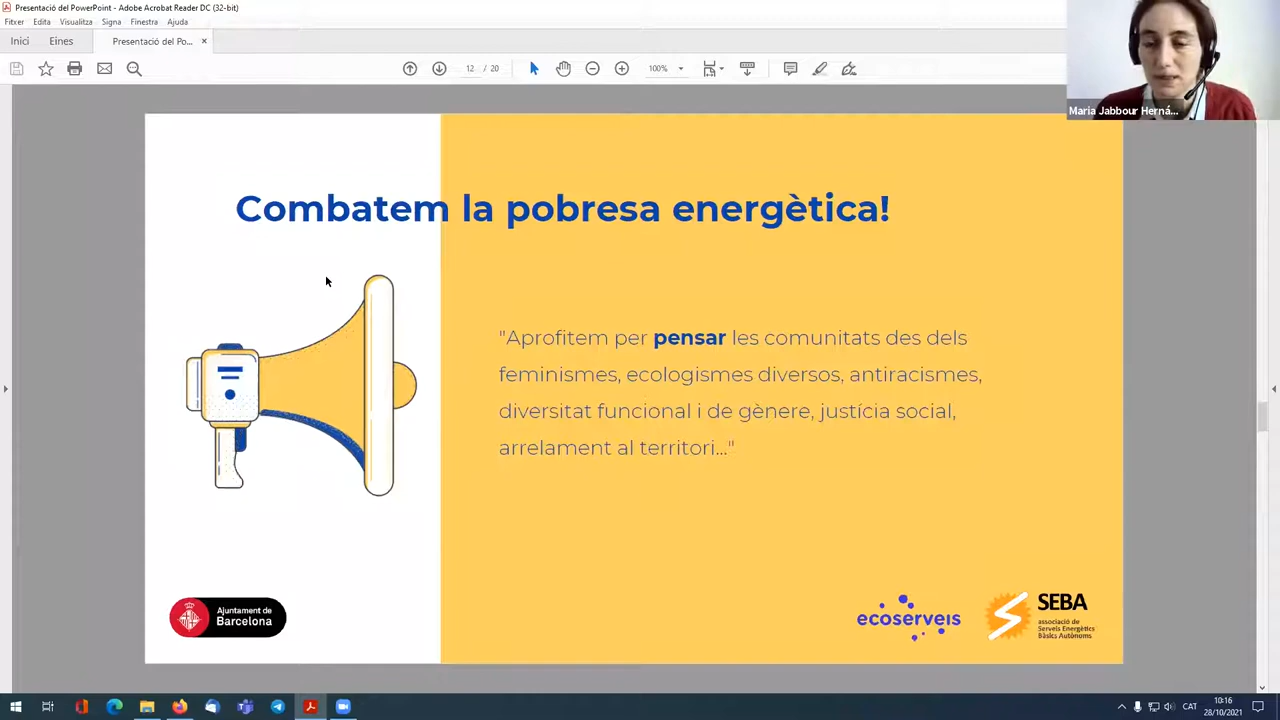 Presentació del PowerPoint - Adobe Acrobat Reader DC (32-bit)
Fitxer Edita Visualitza Signa Finestra Ajuda
Inici Eines Presentació del Po... ×
12 / 20 100%
Maria Jabbour Herná...
Combatem la pobresa energètica!
"Aprofitem per pensar les comunitats des dels
feminismes, ecologismes diversos, antiracismes,
diversitat funcional i de gènere, justícia social,
arrelament al territori..."
Ajuntament de
Barcelona
ecoserveis
SEBA
associació de
Serveis Energètics
Bàsics Autònoms
CAT
10:16
28/10/2021